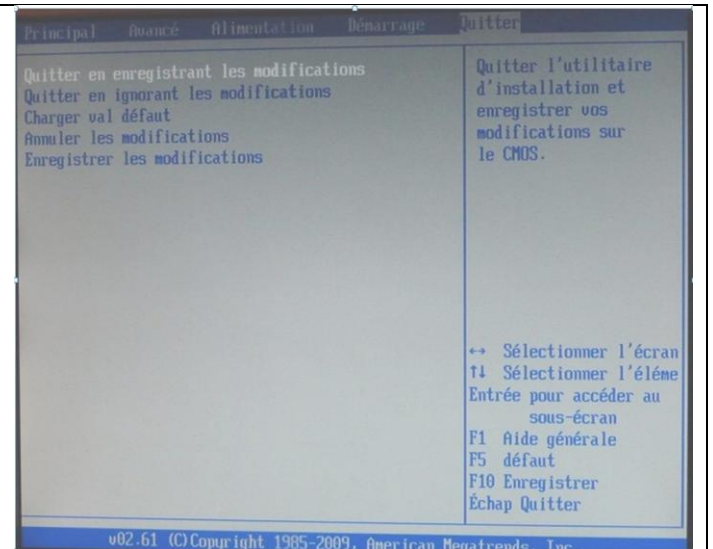 Principal Avancé Alimentation Démarrage Quitter
Quitter en enregistrant les modifications
Quitter en ignorant les modifications
Charger val défaut
Annuler les modifications
Enregistrer les modifications
Quitter l'utilitaire
d'installation et
enregistrer vos
modifications sur
le CMOS.
↔ Sélectionner l'écran
↑↓ Sélectionner l'éléme
Entrée pour accéder au
sous-écran
F1 Aide générale
F5 défaut
F10 Enregistrer
Échap Quitter
v02.61 (C)Copyright 1985-2009, American Megatrends, Inc